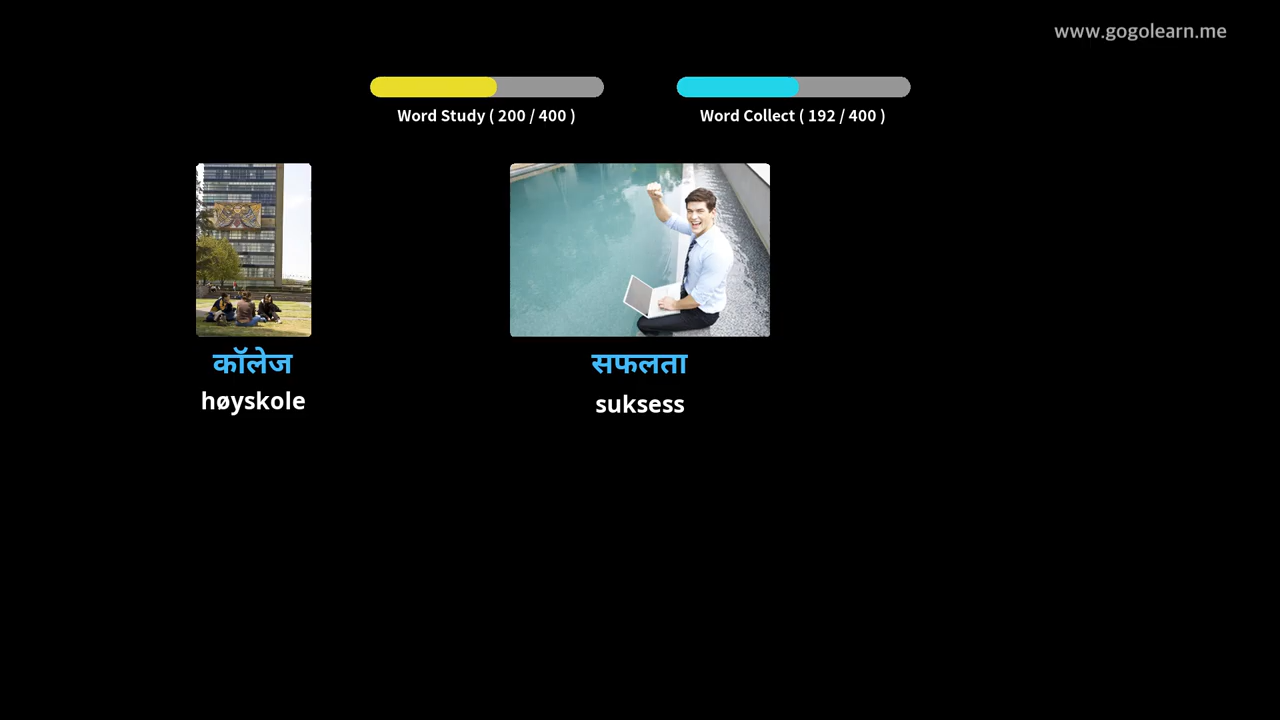 www.gogolearn.me
Word Study ( 200 / 400 )
Word Collect ( 192 / 400 )
कॉलेज
høyskole
सफलता
suksess